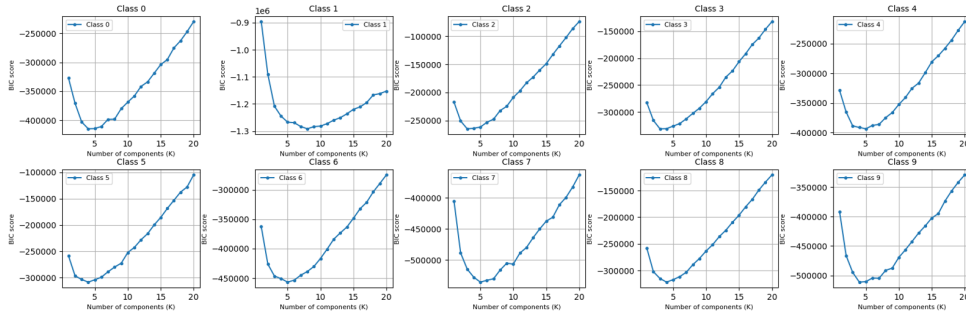 Class 0
Class 0
BIC score
−250000
−300000
−350000
−400000
5 10 15 20
Number of components (K)
Class 1
1e6
Class 1
BIC score
−0.9
−1.0
−1.1
−1.2
−1.3
5 10 15 20
Number of components (K)
Class 2
Class 2
BIC score
−100000
−150000
−200000
−250000
5 10 15 20
Number of components (K)
Class 3
Class 3
BIC score
−150000
−200000
−250000
−300000
5 10 15 20
Number of components (K)
Class 4
Class 4
BIC score
−250000
−300000
−350000
−400000
5 10 15 20
Number of components (K)
Class 5
Class 5
BIC score
−100000
−150000
−200000
−250000
−300000
5 10 15 20
Number of components (K)
Class 6
Class 6
BIC score
−300000
−350000
−400000
−450000
5 10 15 20
Number of components (K)
Class 7
Class 7
BIC score
−400000
−450000
−500000
5 10 15 20
Number of components (K)
Class 8
Class 8
BIC score
−150000
−200000
−250000
−300000
5 10 15 20
Number of components (K)
Class 9
Class 9
BIC score
−350000
−400000
−450000
−500000
5 10 15 20
Number of components (K)